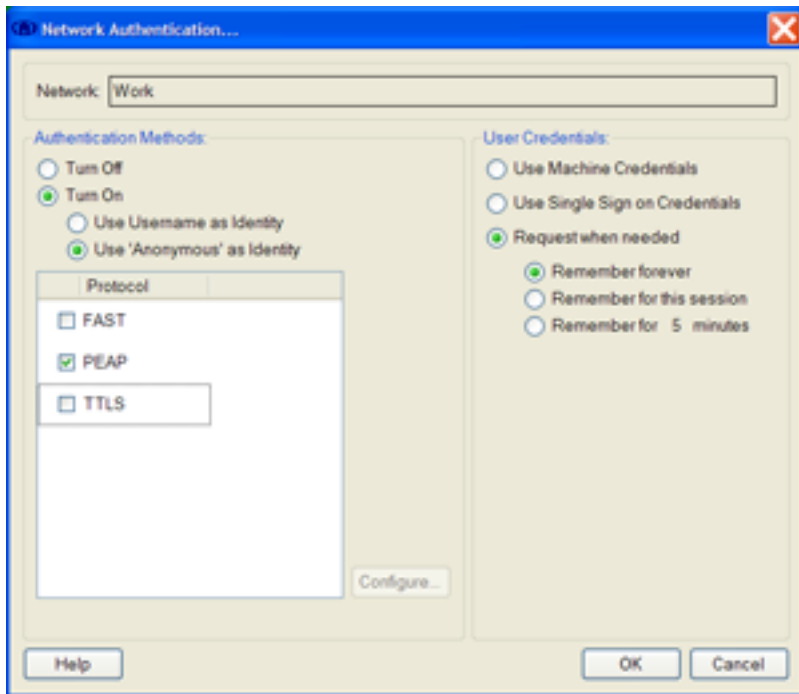 Network Authentication....
Network: Work
Authentication Methods:
Turn Off
Turn On
Use Username as Identity
Use 'Anonymous' as Identity
Protocol
FAST
PEAP
TTLS
Configure...
User Credentials:
Use Machine Credentials
Use Single Sign on Credentials
Request when needed
Remember forever
Remember for this session
Remember for 5 minutes
Help
OK
Cancel